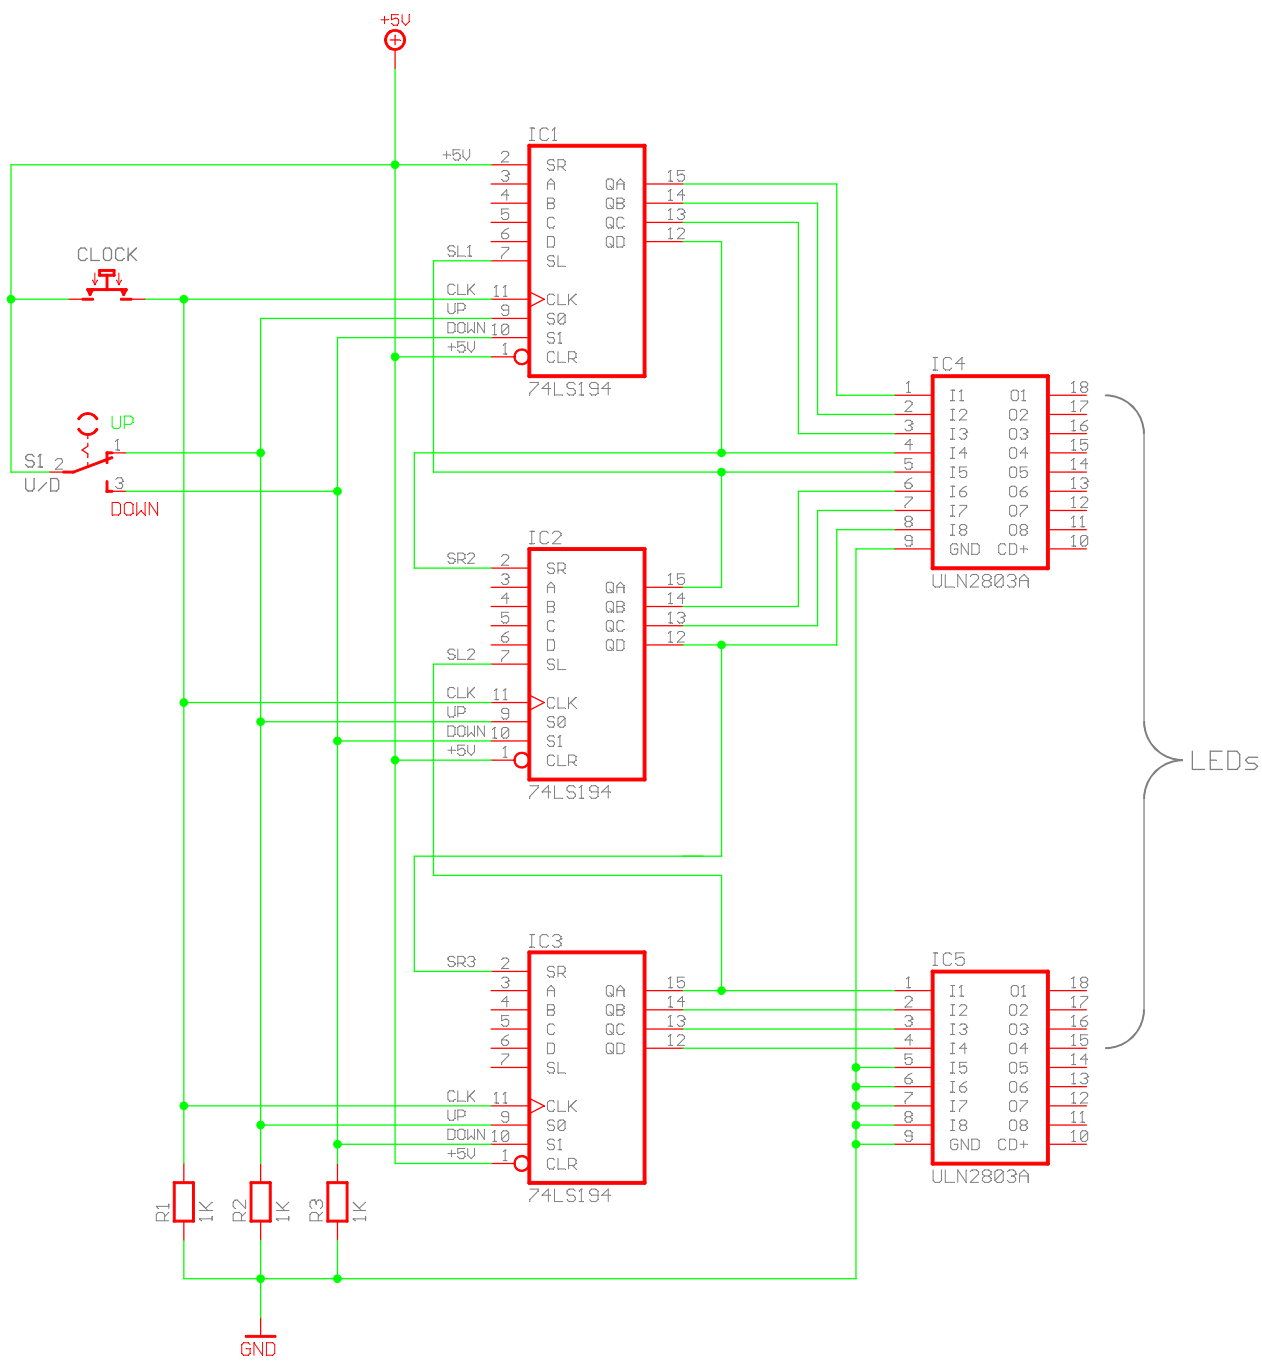 +5V
IC1
+5V 2 SR
3 A QA 15
4 B QB 14
5 C QC 13
6 D QD 12
SL1 7 SL
CLOCK
CLK 11 CLK
UP 9 S0
DOWN 10 S1
+5V 1 CLR
74LS194
IC4
1 I1 O1 18
2 I2 O2 17
3 I3 O3 16
4 I4 O4 15
5 I5 O5 14
6 I6 O6 13
7 I7 O7 12
8 I8 O8 11
9 GND CD+ 10
ULN2803A
UP
S1 2 1
U/D 3
DOWN
IC2
SR2 2 SR
3 A QA 15
4 B QB 14
5 C QC 13
6 D QD 12
SL2 7 SL
CLK 11 CLK
UP 9 S0
DOWN 10 S1
+5V 1 CLR
74LS194
LEDs
IC3
SR3 2 SR
3 A QA 15
4 B QB 14
5 C QC 13
6 D QD 12
7 SL
CLK 11 CLK
UP 9 S0
DOWN 10 S1
+5V 1 CLR
74LS194
IC5
1 I1 O1 18
2 I2 O2 17
3 I3 O3 16
4 I4 O4 15
5 I5 O5 14
6 I6 O6 13
7 I7 O7 12
8 I8 O8 11
9 GND CD+ 10
ULN2803A
R1 1K
R2 1K
R3 1K
GND